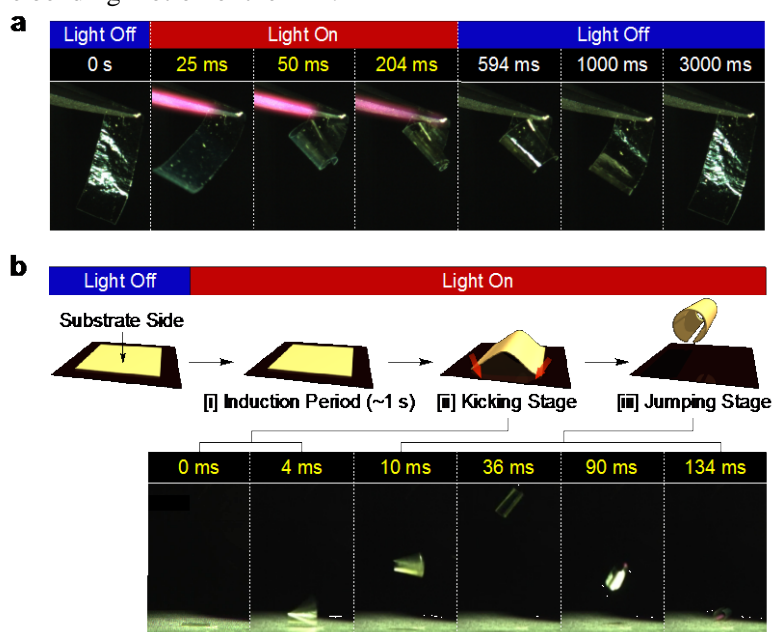 a
Light Off Light On Light Off
0 s 25 ms 50 ms 204 ms 594 ms 1000 ms 3000 ms
b
Light Off Light On
Substrate Side
[i] Induction Period (~1 s) [ii] Kicking Stage [iii] Jumping Stage
0 ms 4 ms 10 ms 36 ms 90 ms 134 ms